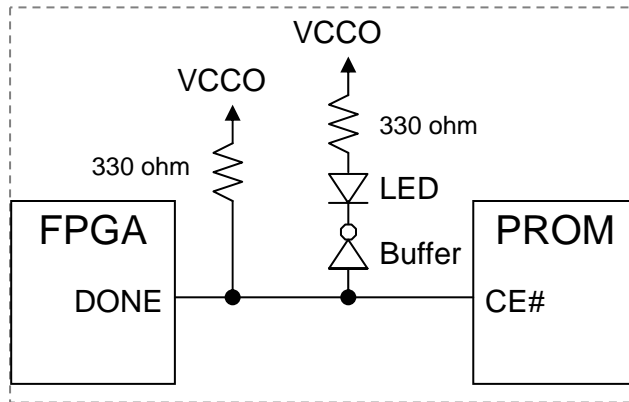 VCCO
VCCO
330 ohm
330 ohm
LED
FPGA
PROM
Buffer
DONE
CE#